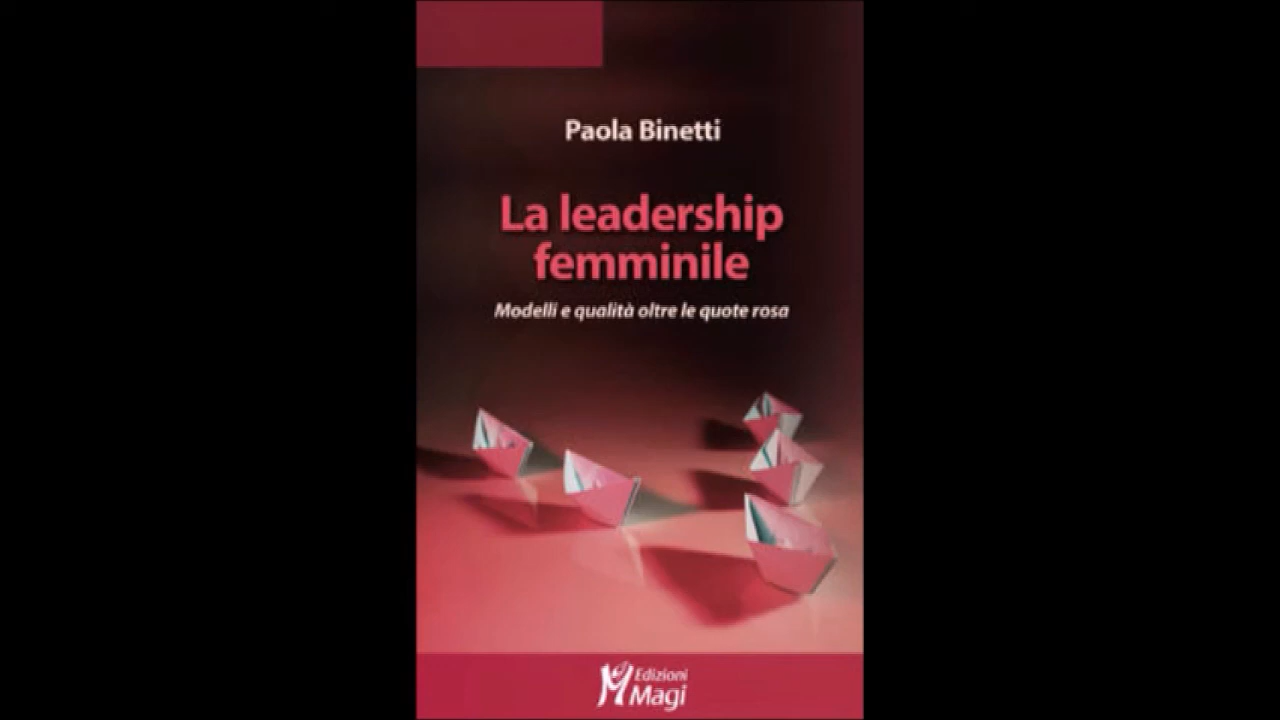 Paola Binetti
La leadership
femminile
Modelli e qualità oltre le quote rosa
Edizioni
Magi